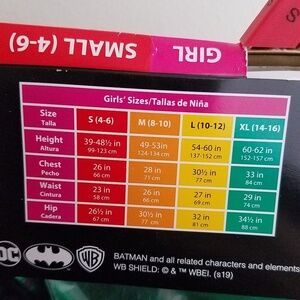 GIRL SMALL (4-6)
S
Girls' Sizes/Tallas de Niña
Size S (4-6) M (8-10) L (10-12) XL (14-16)
Talla
Height 39-48½ in 49-53in 54-60 in 60-62 in
Altura 99-123 cm 124-134 cm 137-152 cm 152-157 cm
Chest 26 in 28 in 30½ in 33 in
Pecho 66 cm 71 cm 77 cm 84 cm
Waist 23 in 26 in 27 in 29 in
Cintura 58 cm 66 cm 69 cm 74 cm
Hip 26½ in 30½ in 32 in 34½ in
Cadera 67 cm 77 cm 81 cm 88 cm
DC WB BATMAN and all related characters and elements
WB SHIELD: © & ™ WBEI. (s19)